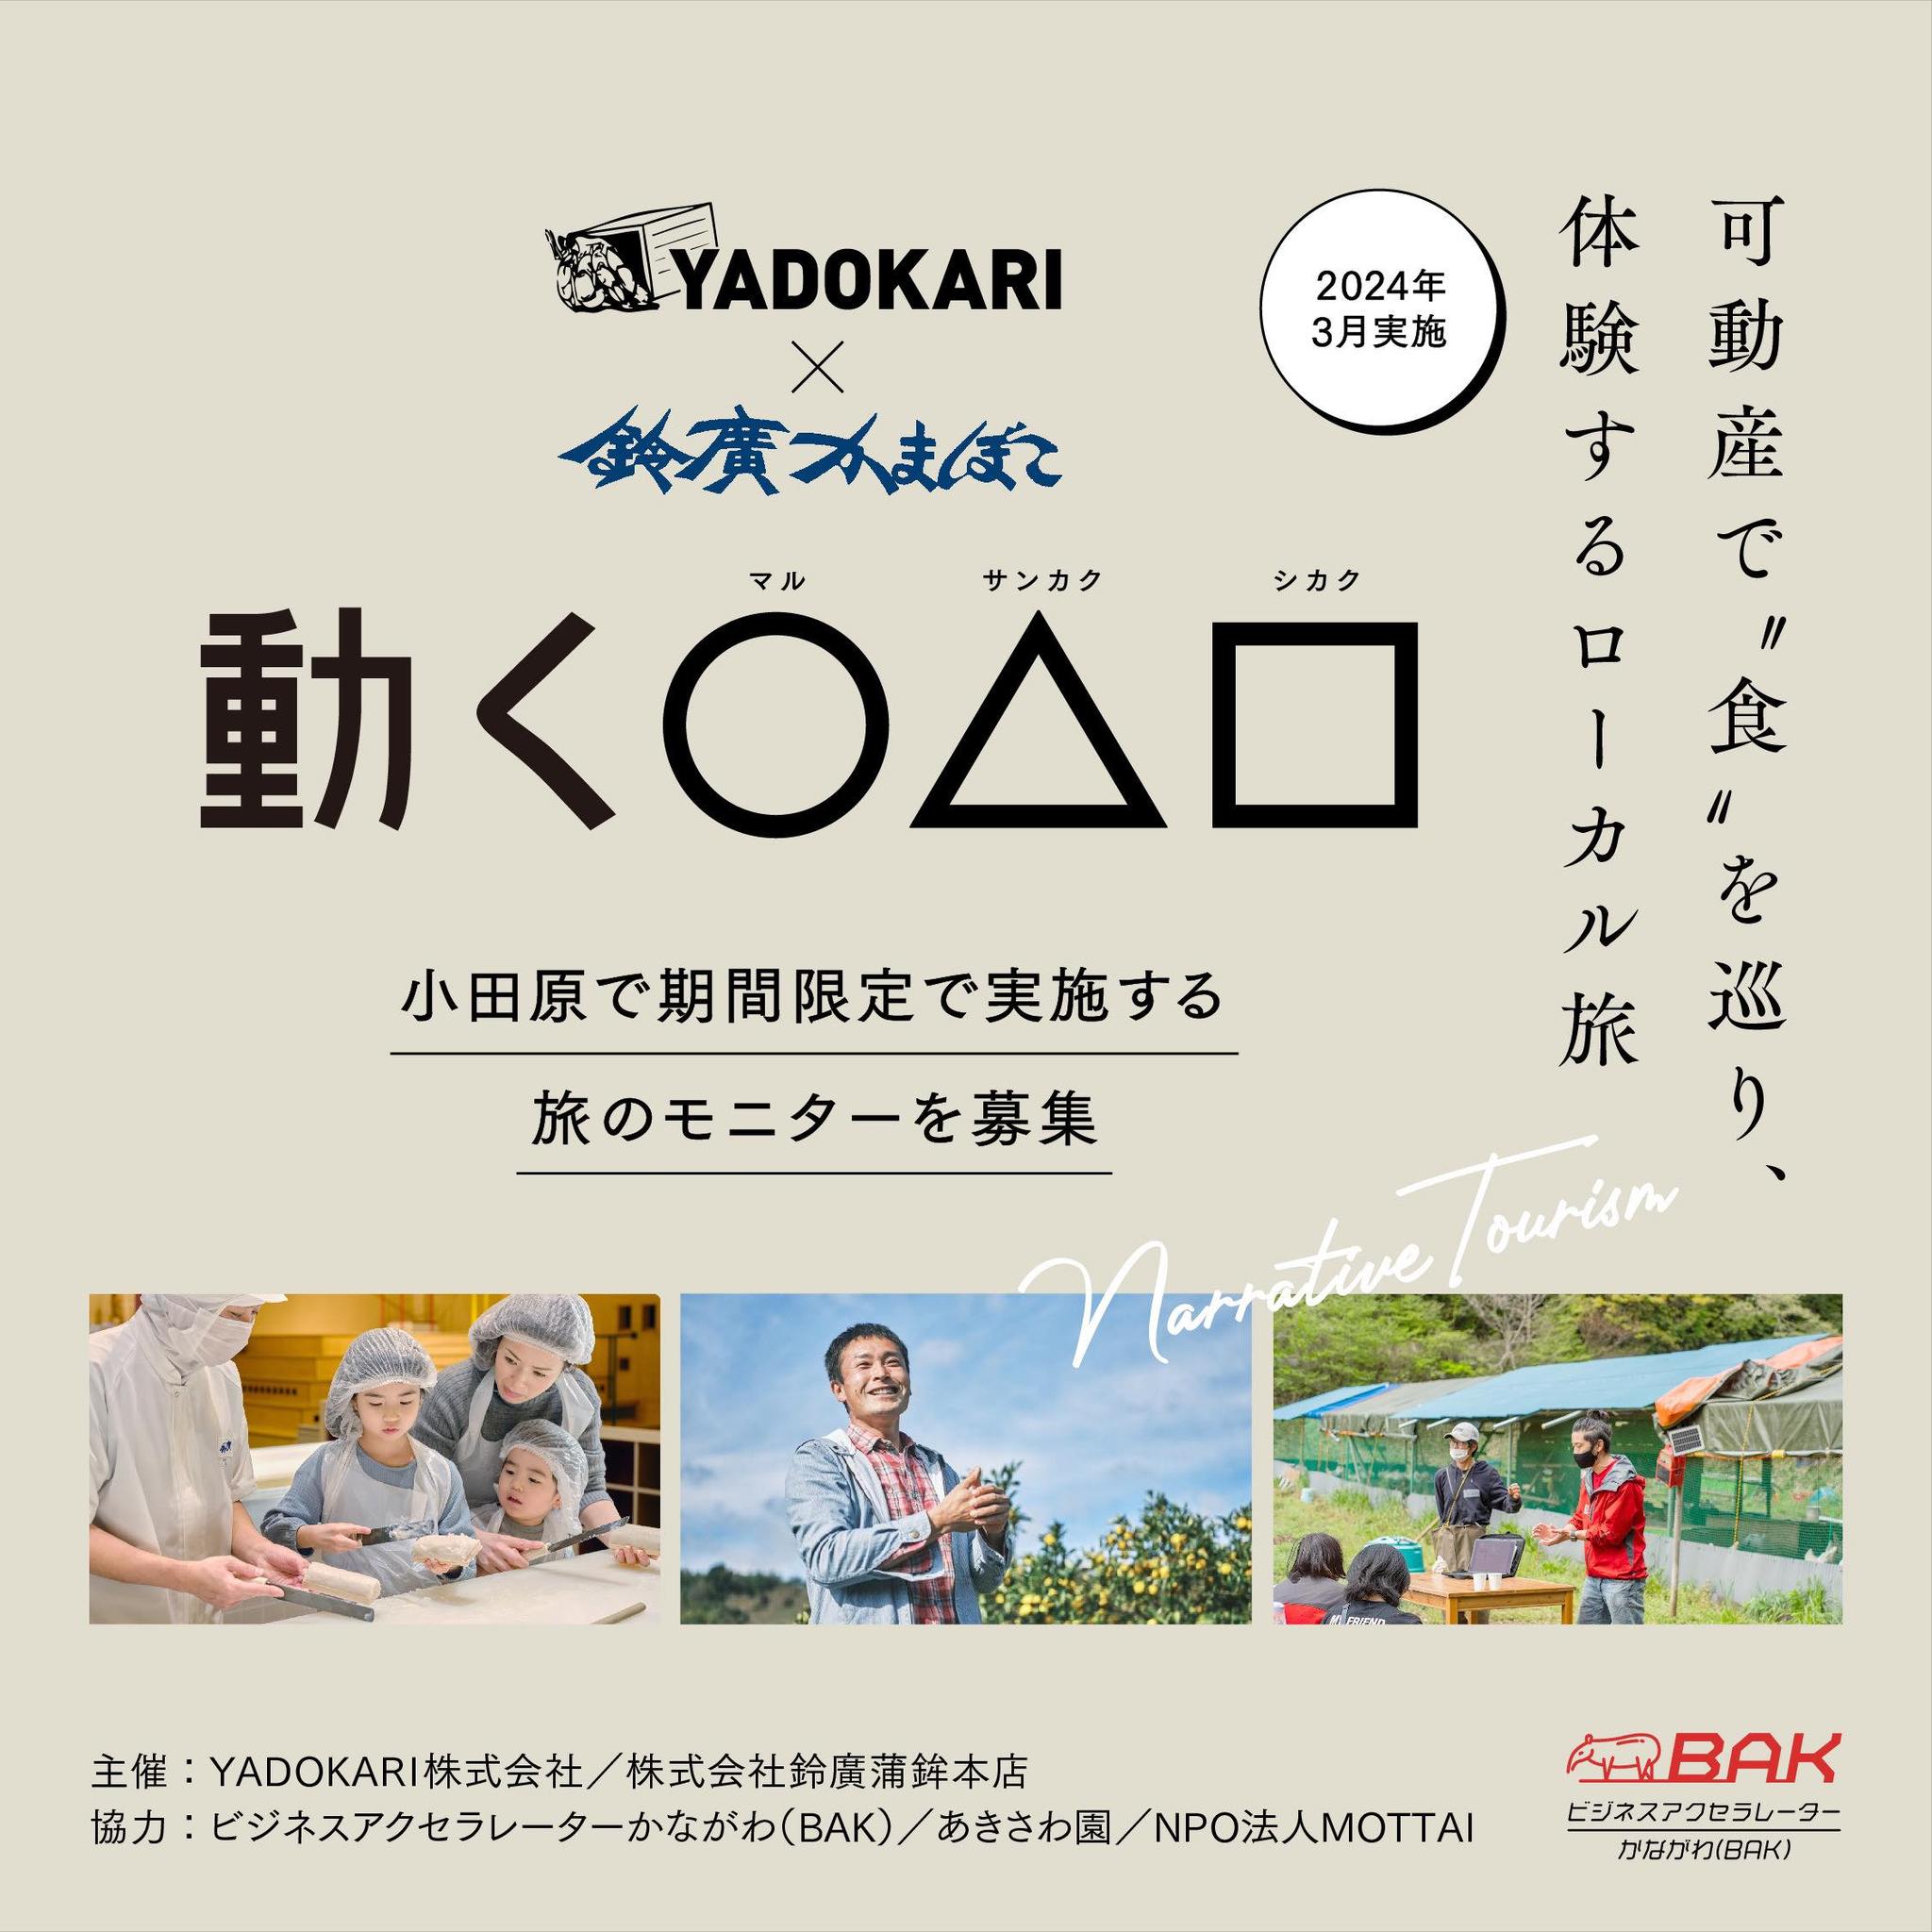 可動産で〝食〟を巡り、
体験するローカル旅
2024年
3月実施
YADOKARI
×
鈴廣かまぼこ
マル サンカク シカク
動く○△□
小田原で期間限定で実施する
旅のモニターを募集
Narrative Tourism
MY FRIEND
主催：YADOKARI株式会社／株式会社鈴廣蒲鉾本店
協力：ビジネスアクセラレーターかながわ（BAK）／あきさわ園／NPO法人MOTTAI
BAK
ビジネスアクセラレーター
かながわ(BAK)